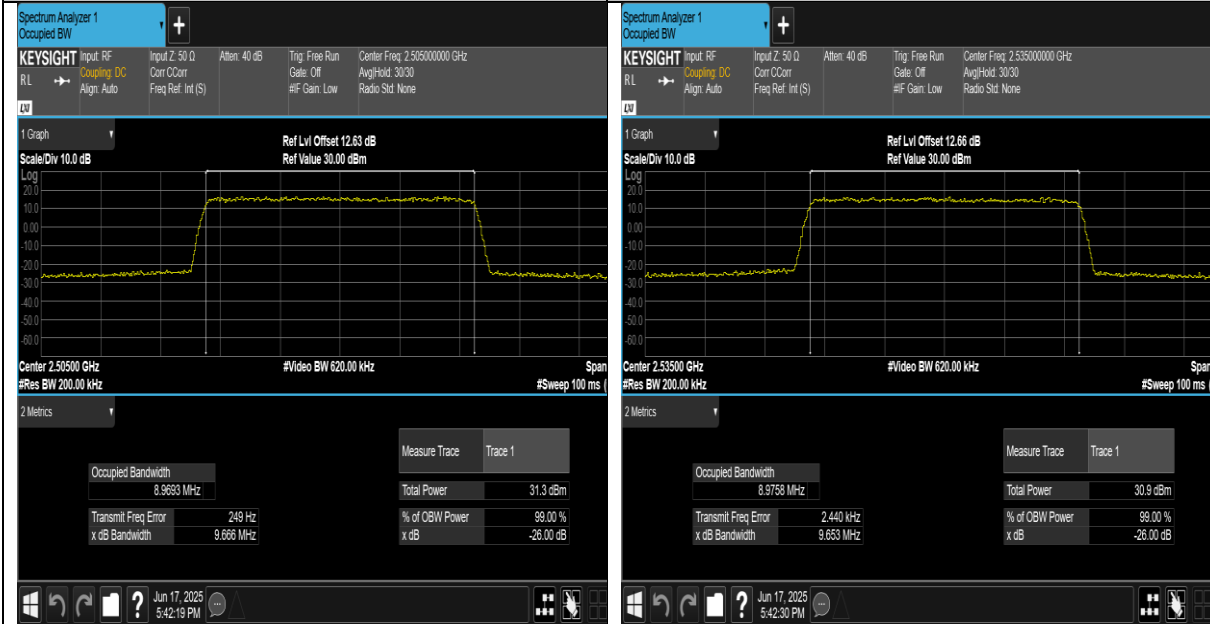 Spectrum Analyzer 1
Occupied BW
+
KEYSIGHT Input: RF
Coupling: DC
Align: Auto
RL
LXI
Input Z: 50 Ω
Corr CCorr
Freq Ref: Int (S)
Atten: 40 dB
Trig: Free Run
Gate: Off
#IF Gain: Low
Center Freq: 2.505000000 GHz
Avg|Hold: 30/30
Radio Std: None
1 Graph
Scale/Div 10.0 dB
Ref Lvl Offset 12.63 dB
Ref Value 30.00 dBm
Log
20.0
10.0
0.00
-10.0
-20.0
-30.0
-40.0
-50.0
-60.0
Center 2.50500 GHz
#Res BW 200.00 kHz
#Video BW 620.00 kHz
Span
#Sweep 100 ms (
2 Metrics
Measure Trace Trace 1
Occupied Bandwidth
8.9693 MHz
Total Power 31.3 dBm
Transmit Freq Error 249 Hz
% of OBW Power 99.00 %
x dB Bandwidth 9.666 MHz
x dB -26.00 dB
?
Jun 17, 2025
5:42:19 PM
Spectrum Analyzer 1
Occupied BW
+
KEYSIGHT Input: RF
Coupling: DC
Align: Auto
RL
LXI
Input Z: 50 Ω
Corr CCorr
Freq Ref: Int (S)
Atten: 40 dB
Trig: Free Run
Gate: Off
#IF Gain: Low
Center Freq: 2.535000000 GHz
Avg|Hold: 30/30
Radio Std: None
1 Graph
Scale/Div 10.0 dB
Ref Lvl Offset 12.66 dB
Ref Value 30.00 dBm
Log
20.0
10.0
0.00
-10.0
-20.0
-30.0
-40.0
-50.0
-60.0
Center 2.53500 GHz
#Res BW 200.00 kHz
#Video BW 620.00 kHz
Span
#Sweep 100 ms (
2 Metrics
Measure Trace Trace 1
Occupied Bandwidth
8.9758 MHz
Total Power 30.9 dBm
Transmit Freq Error 2.440 kHz
% of OBW Power 99.00 %
x dB Bandwidth 9.653 MHz
x dB -26.00 dB
?
Jun 17, 2025
5:42:30 PM